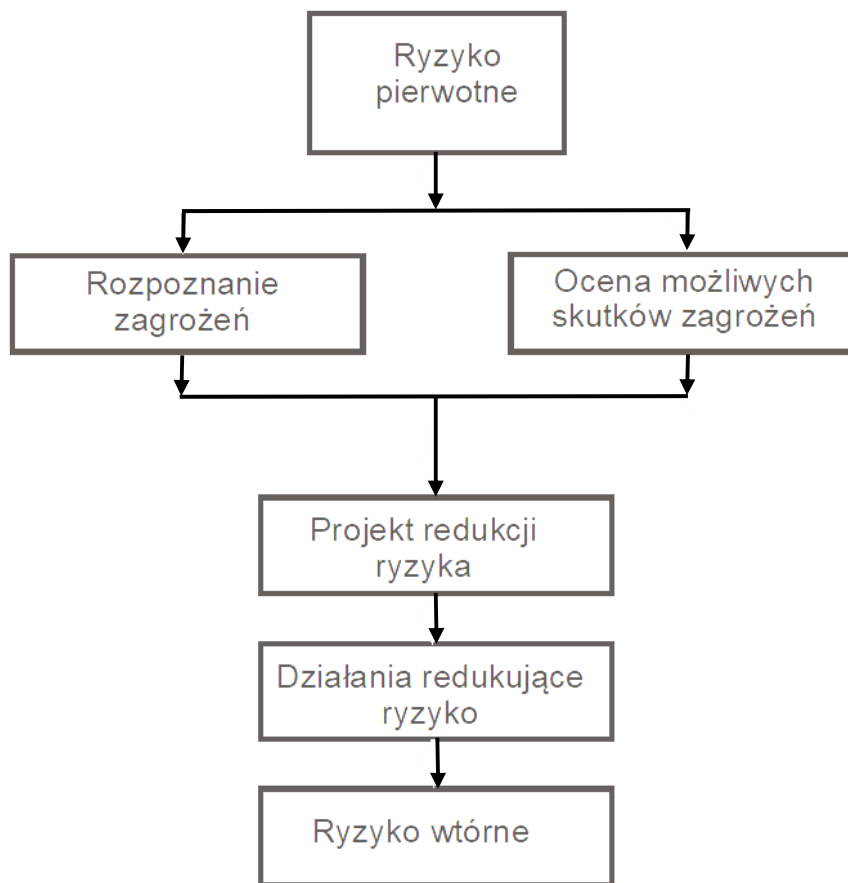 Ryzyko
pierwotne
Rozpoznanie
zagrożeń
Ocena możliwych
skutków zagrożeń
Projekt redukcji
ryzyka
Działania redukujące
ryzyko
Ryzyko wtórne